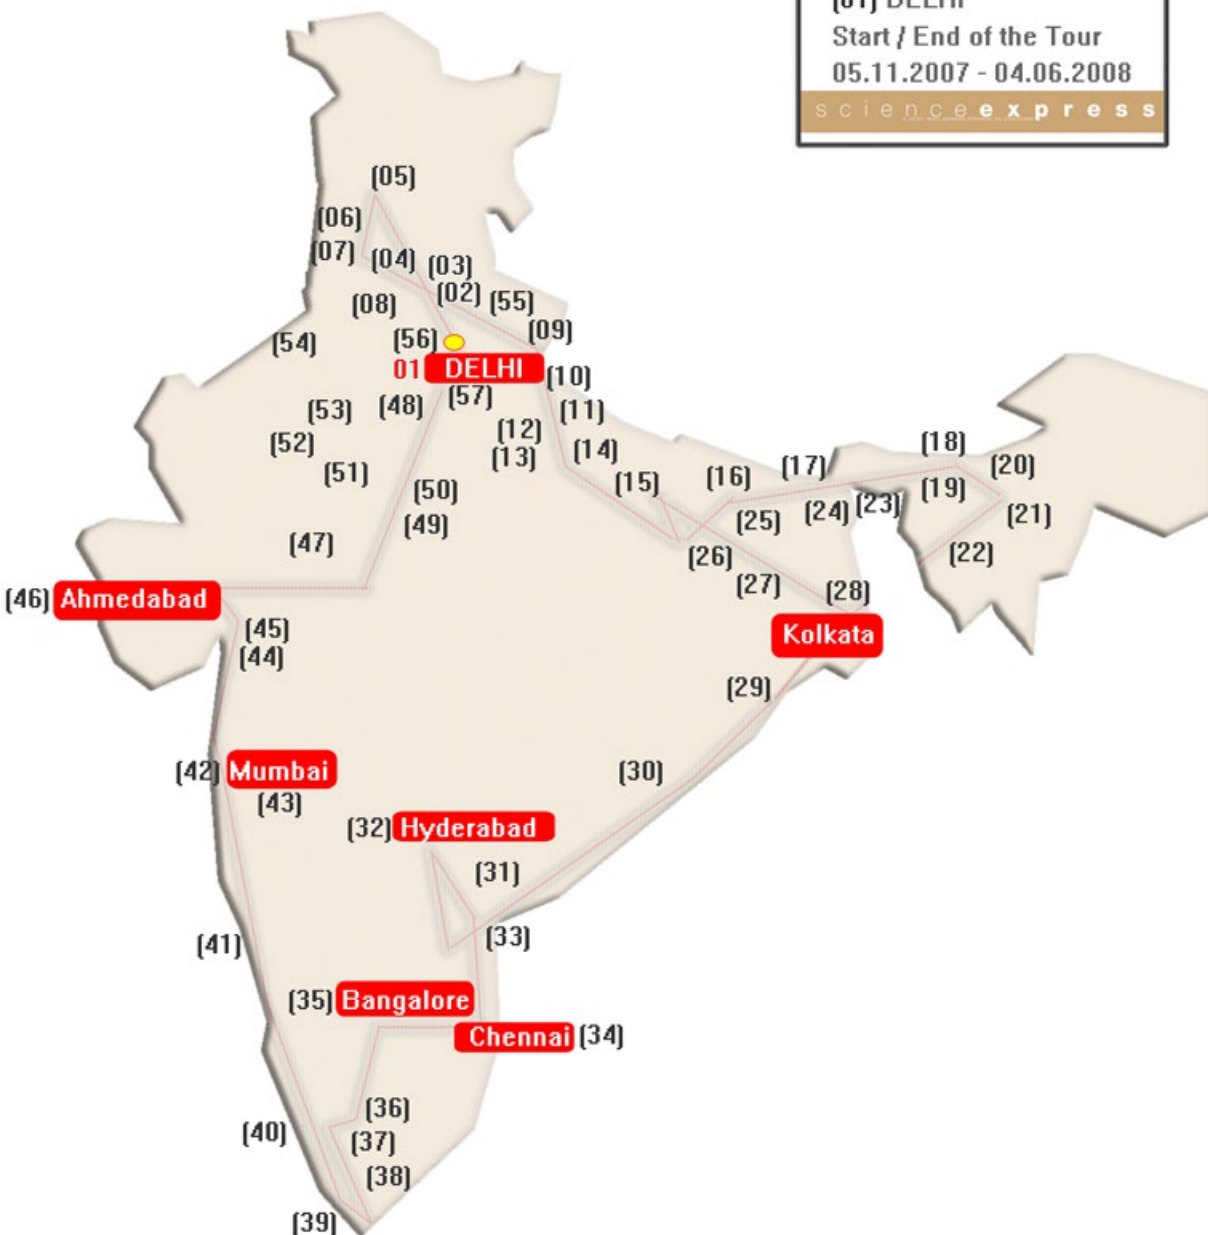 (01) DELHI
Start / End of the Tour
05.11.2007 - 04.06.2008
scienceexpress
(05)
(06)
(07) (04) (03)
(08) (02) (55)
(54) (56) (09)
01 DELHI (10)
(53) (48) (57) (11)
(52) (12)
(51) (13) (14)
(50) (15) (16) (17) (18) (20)
(49) (25) (24) (23) (19) (21)
(47) (26) (22)
(27) (28)
(46) Ahmedabad
(45) Kolkata
(44)
(29)
(42) Mumbai (30)
(43)
(32) Hyderabad
(31)
(41) (33)
(35) Bangalore
Chennai (34)
(36)
(40) (37)
(38)
(39)